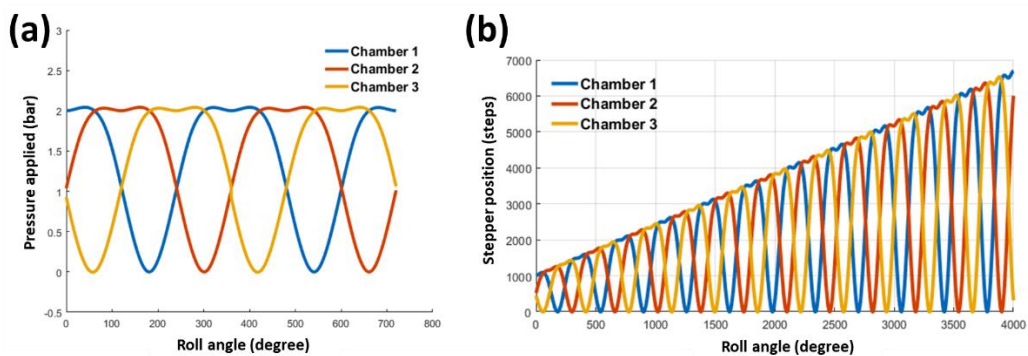 (a)
Pressure applied (bar)
3
2.5
2
1.5
1
0.5
0
-0.5
0 100 200 300 400 500 600 700 800
Roll angle (degree)
Chamber 1
Chamber 2
Chamber 3
(b)
Stepper position (steps)
7000
6000
5000
4000
3000
2000
1000
0
0 500 1000 1500 2000 2500 3000 3500 4000
Roll angle (degree)
Chamber 1
Chamber 2
Chamber 3